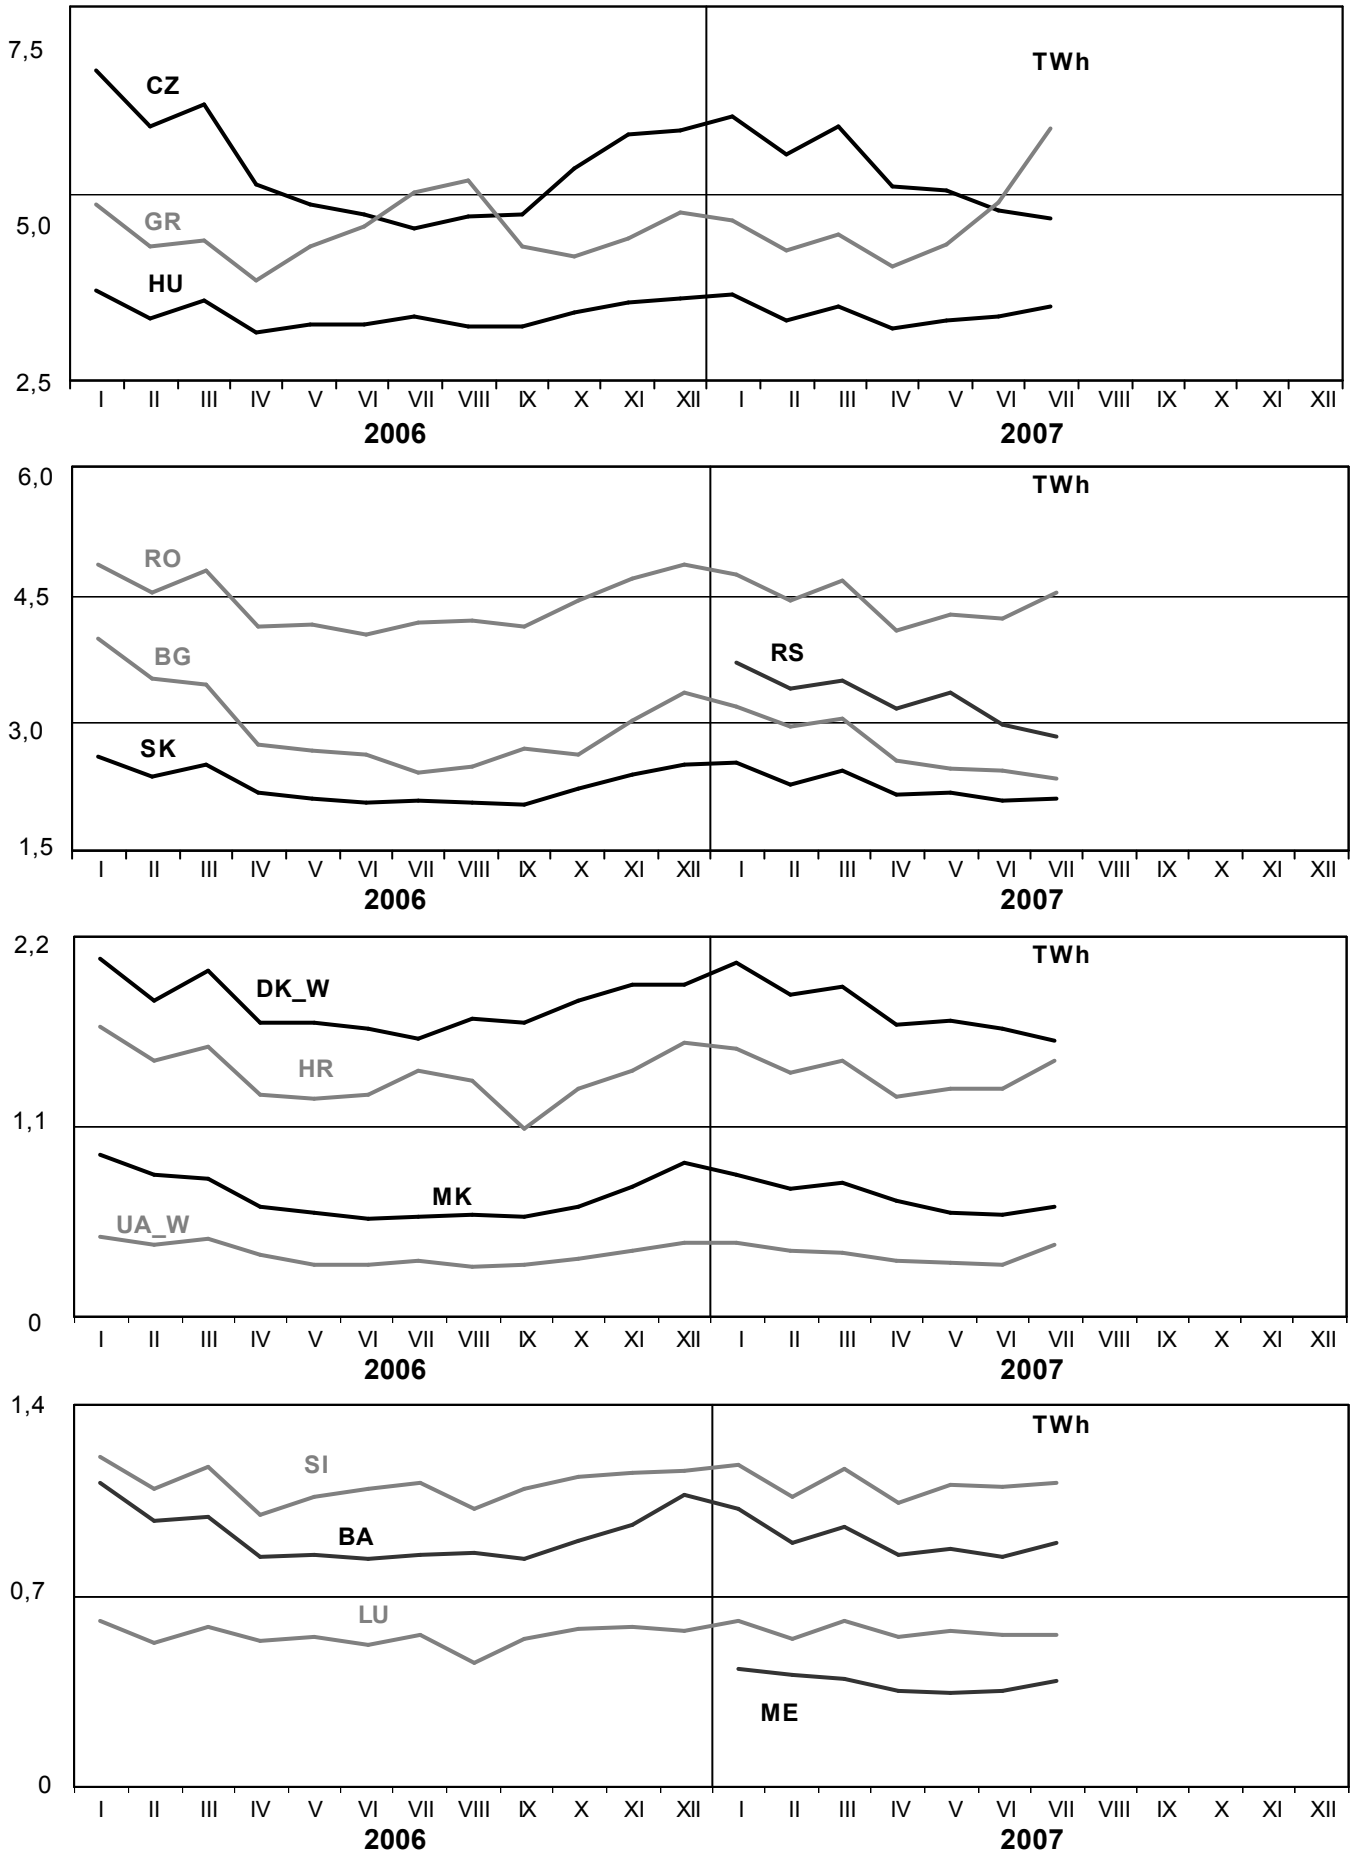 7,5
TWh
CZ
GR
5,0
HU
2,5
I II III IV V VI VII VIII IX X XI XII I II III IV V VI VII VIII IX X XI XII
2006 2007
6,0
TWh
RO
4,5
RS
BG
3,0
SK
1,5
I II III IV V VI VII VIII IX X XI XII I II III IV V VI VII VIII IX X XI XII
2006 2007
2,2
TWh
DK_W
HR
1,1
MK
UA_W
0
I II III IV V VI VII VIII IX X XI XII I II III IV V VI VII VIII IX X XI XII
2006 2007
1,4
TWh
SI
BA
0,7
LU
ME
0
I II III IV V VI VII VIII IX X XI XII I II III IV V VI VII VIII IX X XI XII
2006 2007